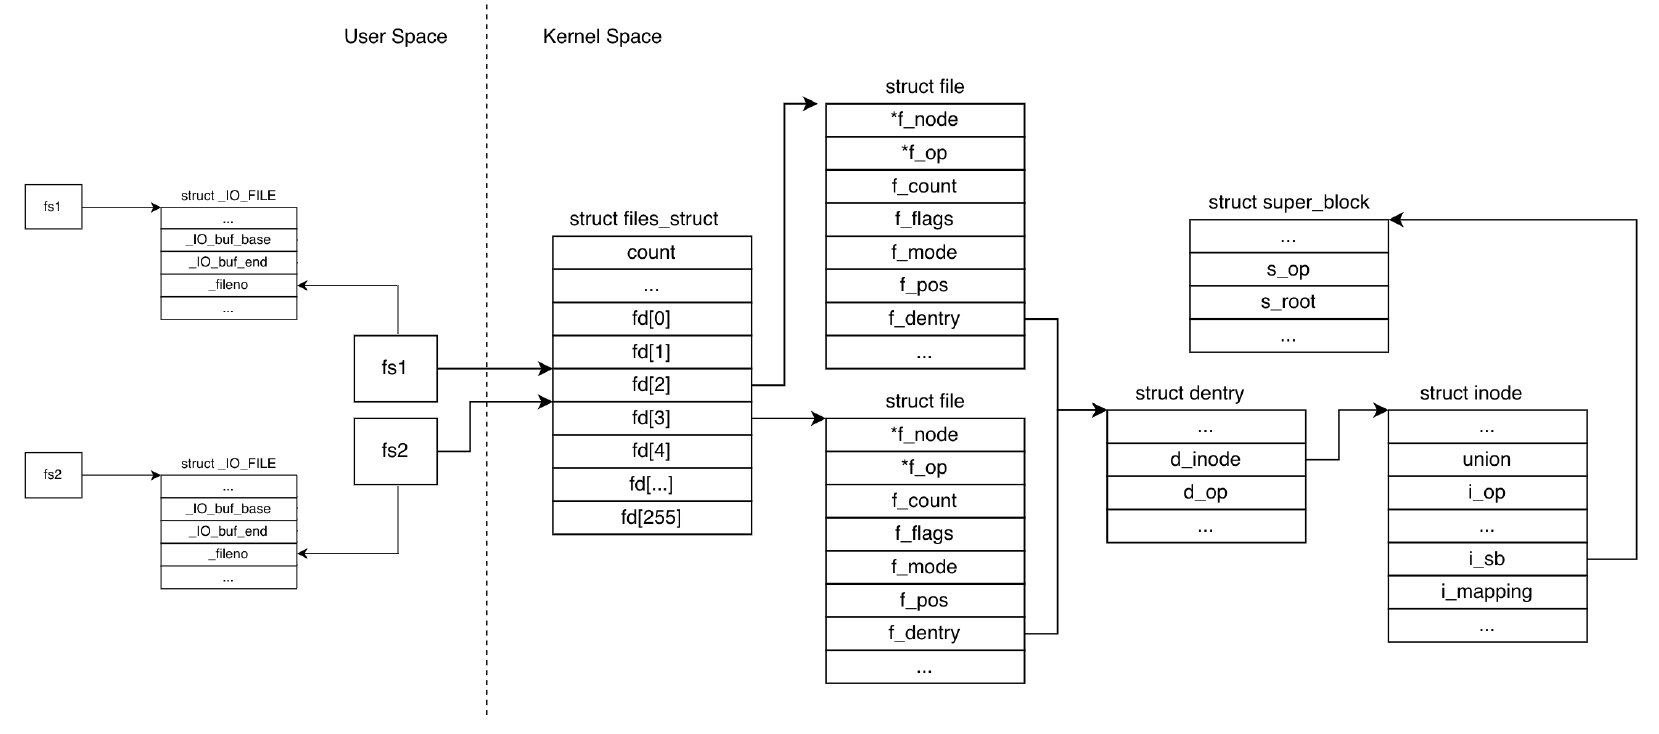 User Space
Kernel Space
fs1
struct _IO_FILE
...
_IO_buf_base
_IO_buf_end
_fileno
...
fs2
struct _IO_FILE
...
_IO_buf_base
_IO_buf_end
_fileno
...
fs1
fs2
struct files_struct
count
...
fd[0]
fd[1]
fd[2]
fd[3]
fd[4]
fd[...]
fd[255]
struct file
*f_node
*f_op
f_count
f_flags
f_mode
f_pos
f_dentry
...
struct file
*f_node
*f_op
f_count
f_flags
f_mode
f_pos
f_dentry
...
struct dentry
...
d_inode
d_op
...
struct super_block
...
s_op
s_root
...
struct inode
...
union
i_op
...
i_sb
i_mapping
...